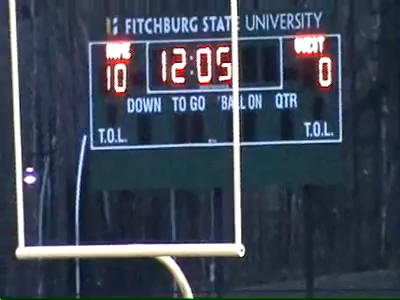 FITCHBURG STATE UNIVERSITY
HOME GUEST
10 12:05 0
DOWN TO GO BALL ON QTR
T.O.L. T.O.L.